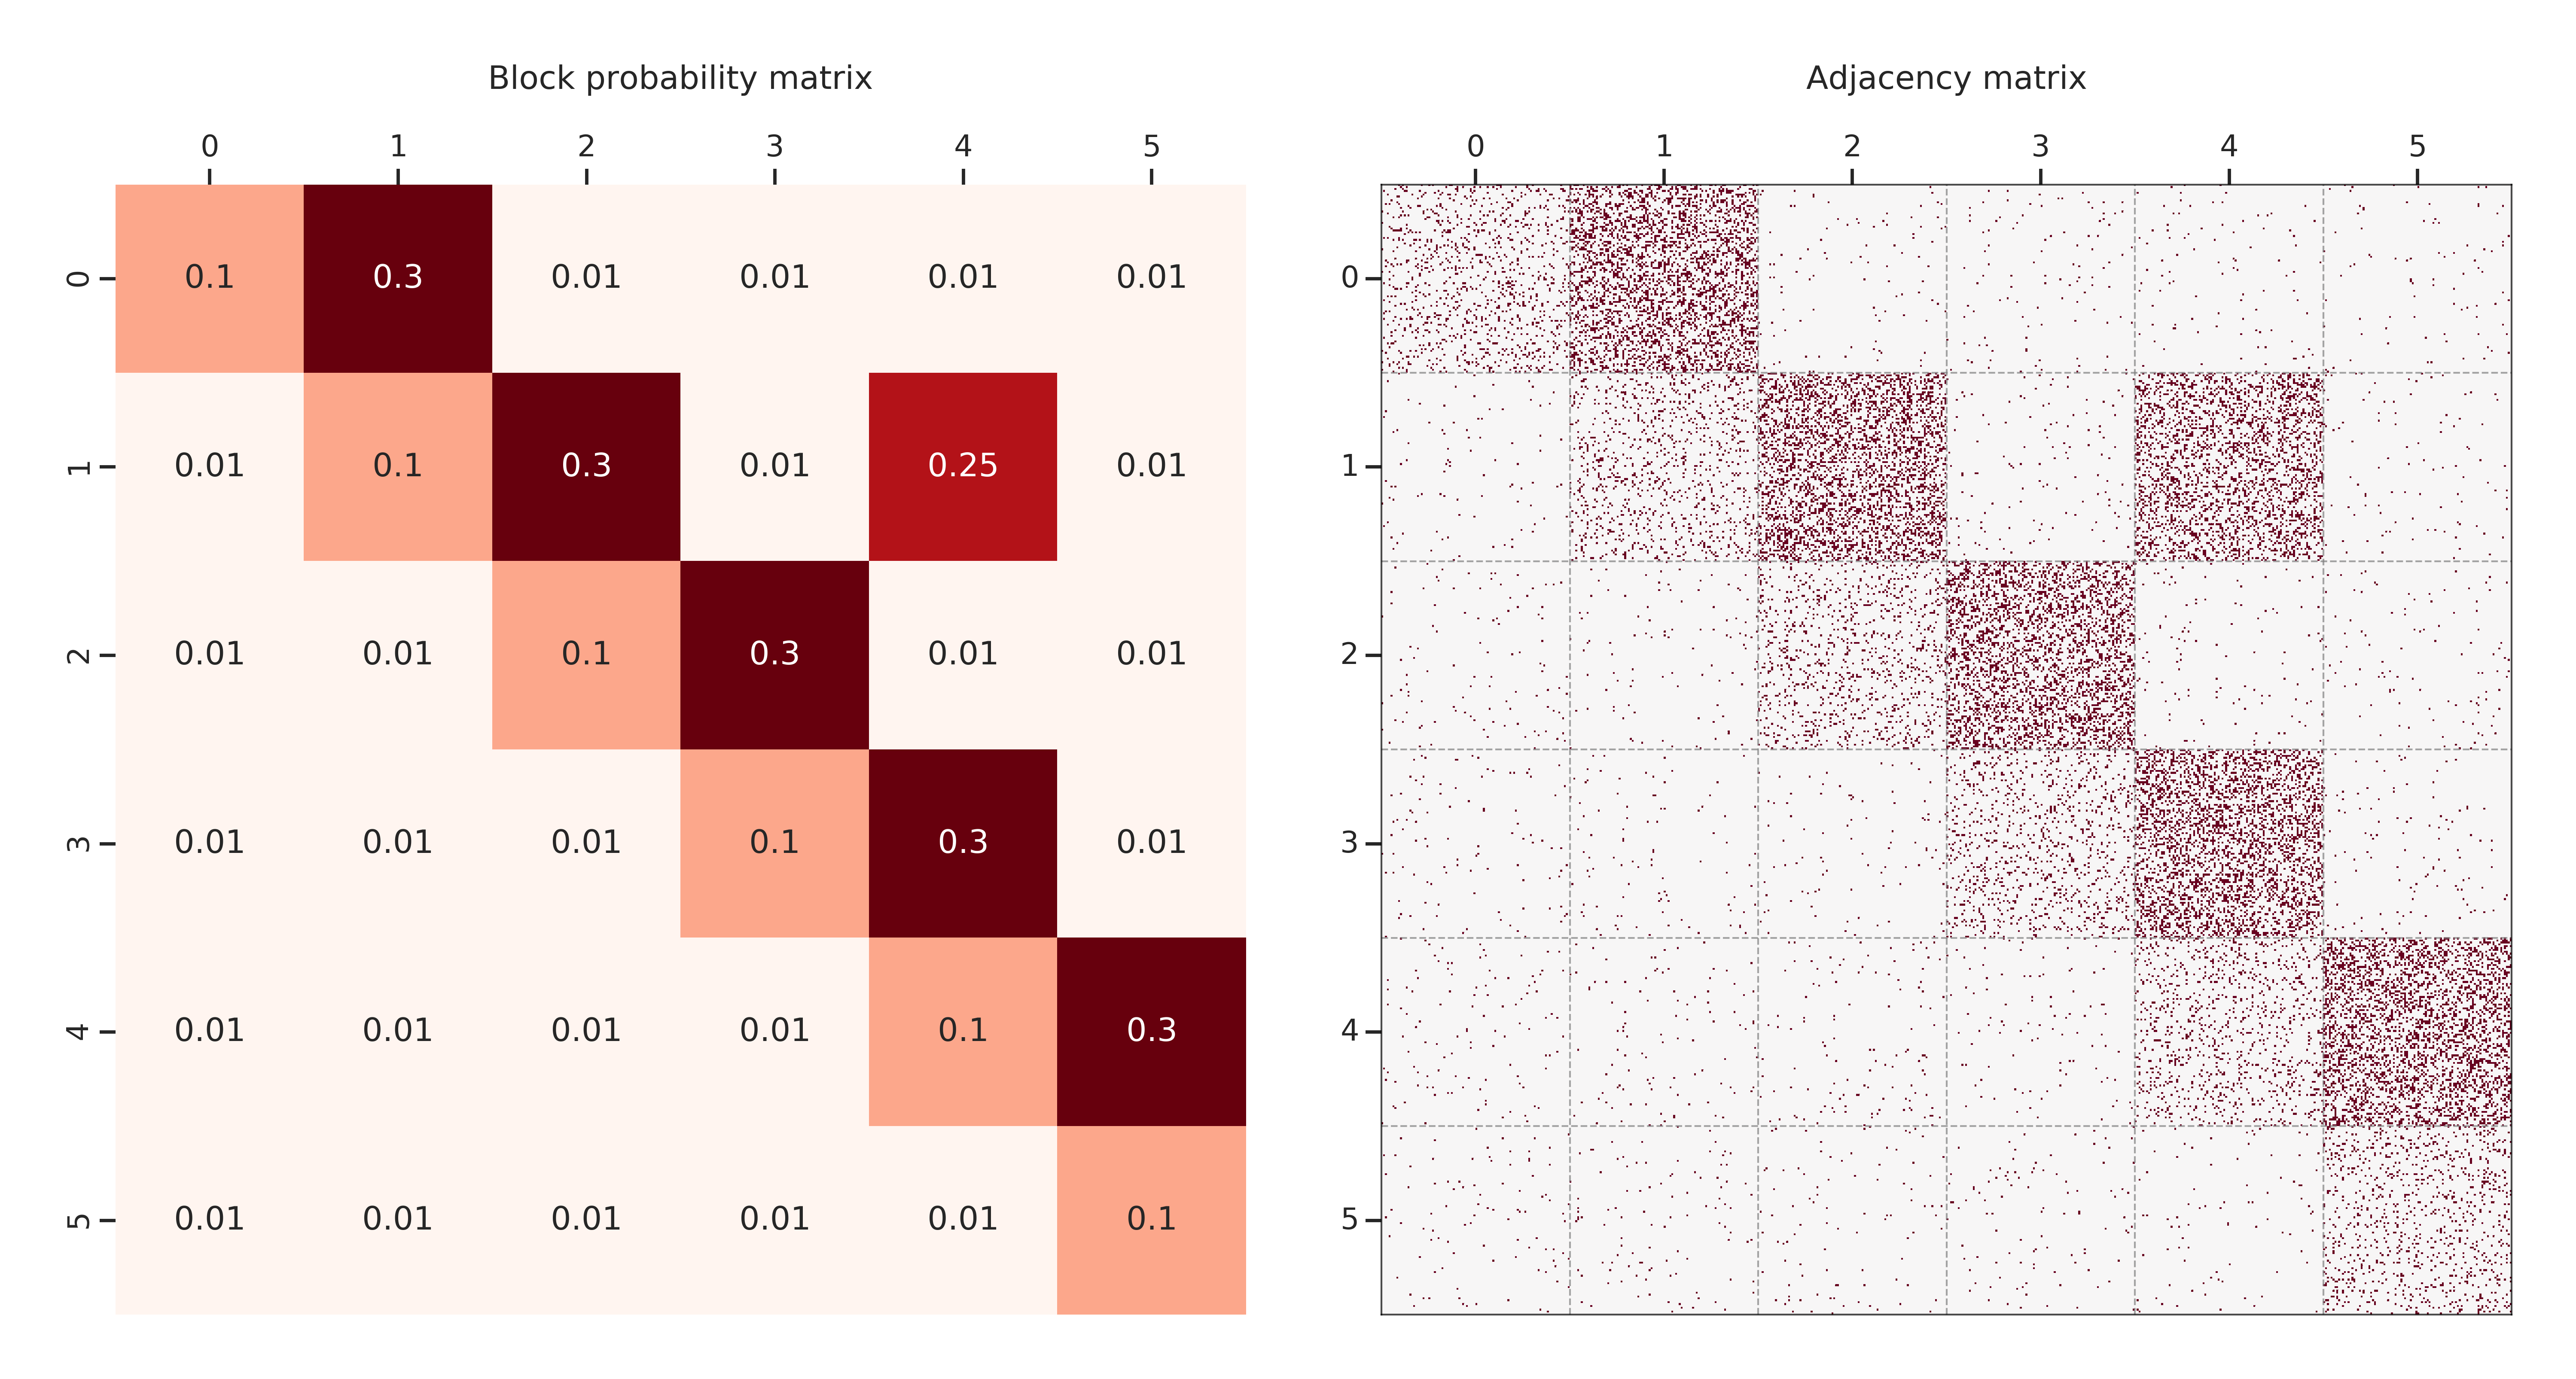 Block probability matrix
0 1 2 3 4 5
0 0.1 0.3 0.01 0.01 0.01 0.01
1 0.01 0.1 0.3 0.01 0.25 0.01
2 0.01 0.01 0.1 0.3 0.01 0.01
3 0.01 0.01 0.01 0.1 0.3 0.01
4 0.01 0.01 0.01 0.01 0.1 0.3
5 0.01 0.01 0.01 0.01 0.01 0.1
Adjacency matrix
0 1 2 3 4 5
0
1
2
3
4
5